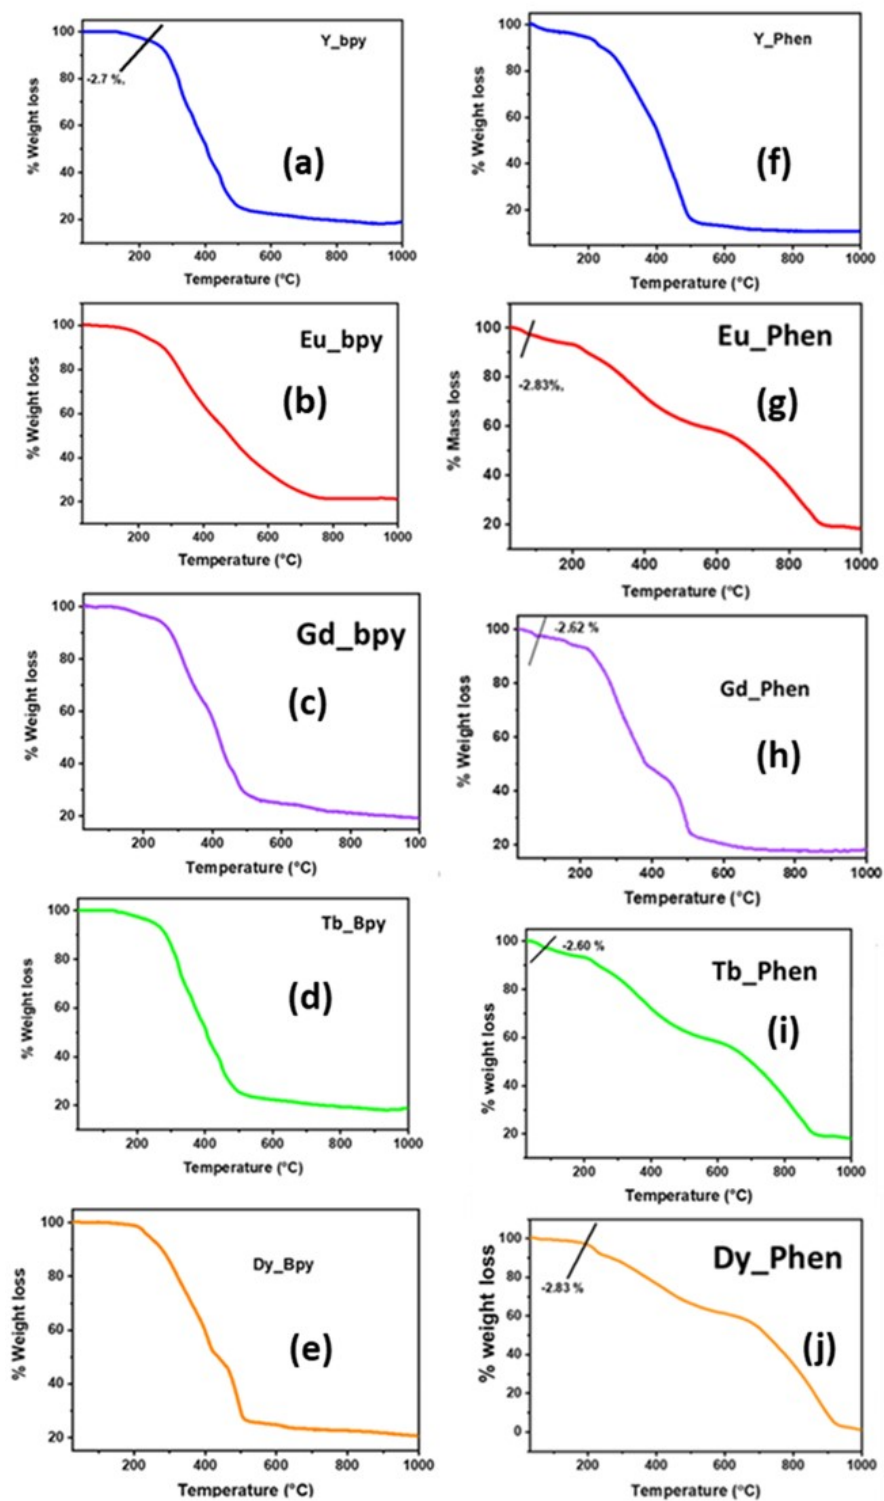 Y_bpy
-2.7 %,
(a)
% Weight loss
100
80
60
40
20
200 400 600 800 1000
Temperature (°C)
Y_Phen
(f)
% Weight loss
100
80
60
40
20
200 400 600 800 1000
Temperature (°C)
Eu_bpy
(b)
% Weight loss
100
80
60
40
20
200 400 600 800 1000
Temperature (°C)
Eu_Phen
-2.83%,
(g)
% Mass loss
100
80
60
40
20
200 400 600 800 1000
Temperature (°C)
Gd_bpy
(c)
% Weight loss
100
80
60
40
20
200 400 600 800 100
Temperature (°C)
-2.62 %
Gd_Phen
(h)
% Weight loss
100
80
60
40
20
200 400 600 800 1000
Temperature (°C)
Tb_Bpy
(d)
% Weight loss
100
80
60
40
20
200 400 600 800 1000
Temperature (°C)
-2.60 %
Tb_Phen
(i)
% weight loss
100
80
60
40
20
200 400 600 800 1000
Temperature (°C)
Dy_Bpy
(e)
% Weight loss
100
80
60
40
20
200 400 600 800 1000
Temperature (°C)
Dy_Phen
-2.83 %
(j)
% weight loss
100
80
60
40
20
0
200 400 600 800 1000
Temperature (°C)